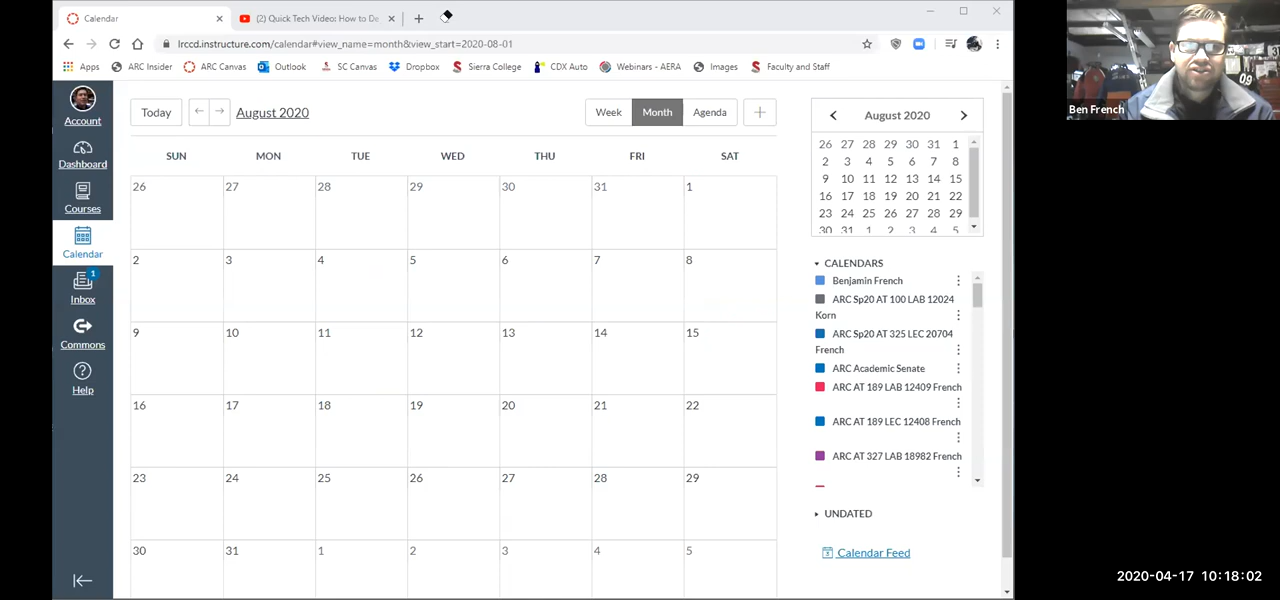 Calendar
(2) Quick Tech Video: How to De
lrccd.instructure.com/calendar#view_name=month&view_start=2020-08-01
Apps ARC Insider ARC Canvas Outlook SC Canvas Dropbox Sierra College CDX Auto Webinars - AERA Images Faculty and Staff
Ben French
Account
Dashboard
Courses
Calendar
1
Inbox
Commons
Help
Today August 2020 Week Month Agenda
SUN MON TUE WED THU FRI SAT
26 27 28 29 30 31 1
2 3 4 5 6 7 8
9 10 11 12 13 14 15
16 17 18 19 20 21 22
23 24 25 26 27 28 29
30 31 1 2 3 4 5
August 2020
26 27 28 29 30 31 1
2 3 4 5 6 7 8
9 10 11 12 13 14 15
16 17 18 19 20 21 22
23 24 25 26 27 28 29
30 31 1 2 3 4 5
CALENDARS
Benjamin French
ARC Sp20 AT 100 LAB 12024
Korn
ARC Sp20 AT 325 LEC 20704
French
ARC Academic Senate
ARC AT 189 LAB 12409 French
ARC AT 189 LEC 12408 French
ARC AT 327 LAB 18982 French
UNDATED
Calendar Feed
09
2020-04-17 10:18:02